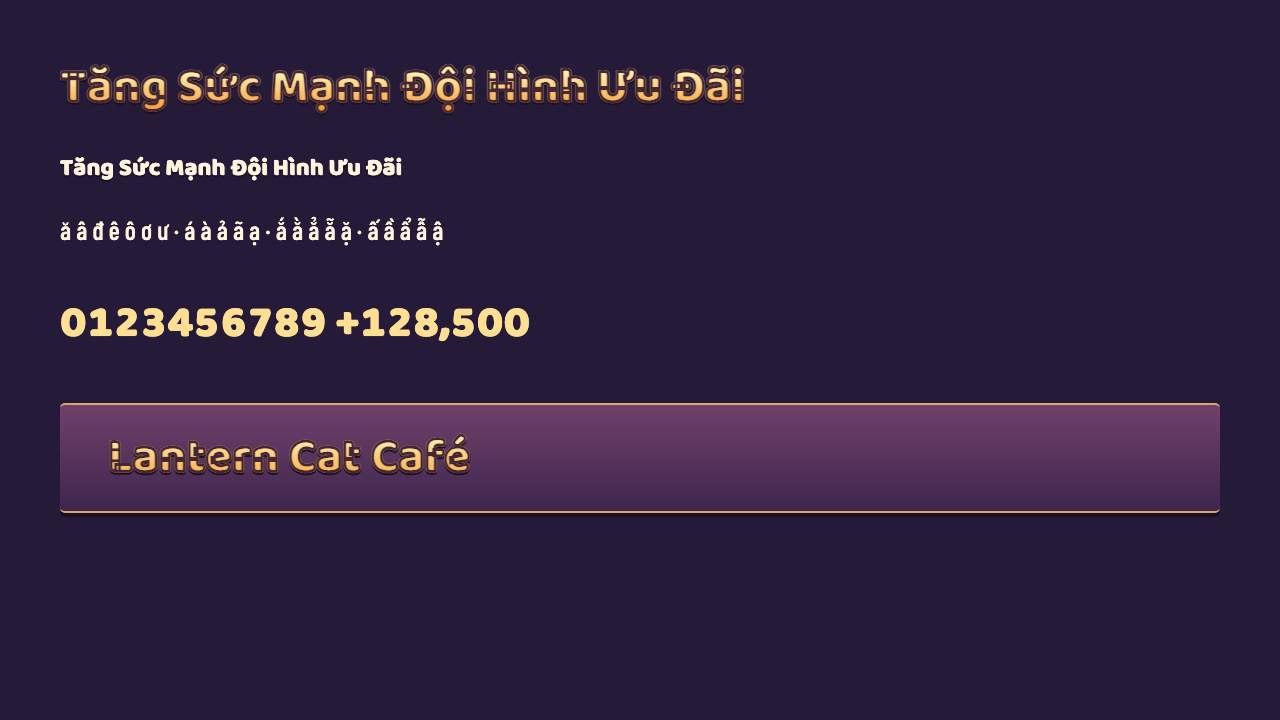 Tăng Sức Mạnh Đội Hình Ưu Đãi
Tăng Sức Mạnh Đội Hình Ưu Đãi
ă â đ ê ô ơ ư · á à ả ã ạ · ắ ằ ẳ ẵ ặ · ấ ầ ẩ ẫ ậ
0123456789 +128,500
Lantern Cat Café